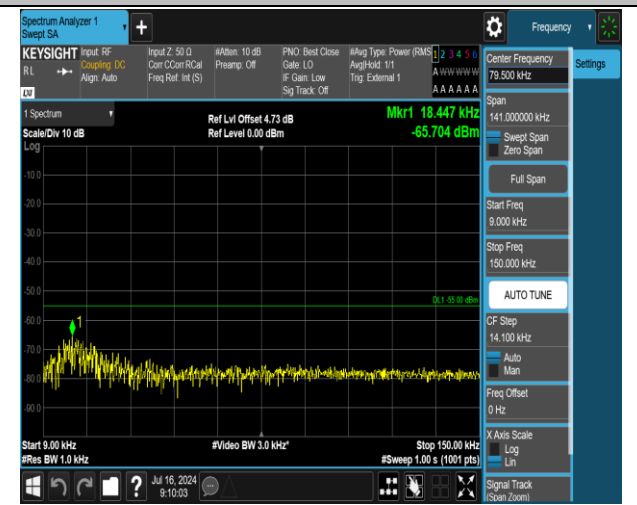 Spectrum Analyzer 1
Swept SA
Frequency
KEYSIGHT
RL
Input: RF
Coupling: DC
Align: Auto
Input Z: 50 Ω
Corr CCorr RCal
Freq Ref: Int (S)
#Atten: 10 dB
Preamp: Off
PNO: Best Close
Gate: LO
IF Gain: Low
Sig Track: Off
#Avg Type: Power (RMS
Avg|Hold: 1/1
Trig: External 1
1 2 3 4 5 6
A W W W W W
A A A A A A
LXI
Center Frequency
79.500 kHz
Settings
Span
141.000000 kHz
Swept Span
Zero Span
Full Span
Start Freq
9.000 kHz
Stop Freq
150.000 kHz
AUTO TUNE
CF Step
14.100 kHz
Auto
Man
Freq Offset
0 Hz
X Axis Scale
Log
Lin
Signal Track
(Span Zoom)
1 Spectrum
Scale/Div 10 dB
Log
Ref Lvl Offset 4.73 dB
Ref Level 0.00 dBm
Mkr1 18.447 kHz
-65.704 dBm
-10.0
-20.0
-30.0
-40.0
-50.0
DL1 -55.00 dBm
-60.0
1
-70.0
-80.0
-90.0
Start 9.00 kHz
#Res BW 1.0 kHz
#Video BW 3.0 kHz*
Stop 150.00 kHz
#Sweep 1.00 s (1001 pts)
Jul 16, 2024
9:10:03